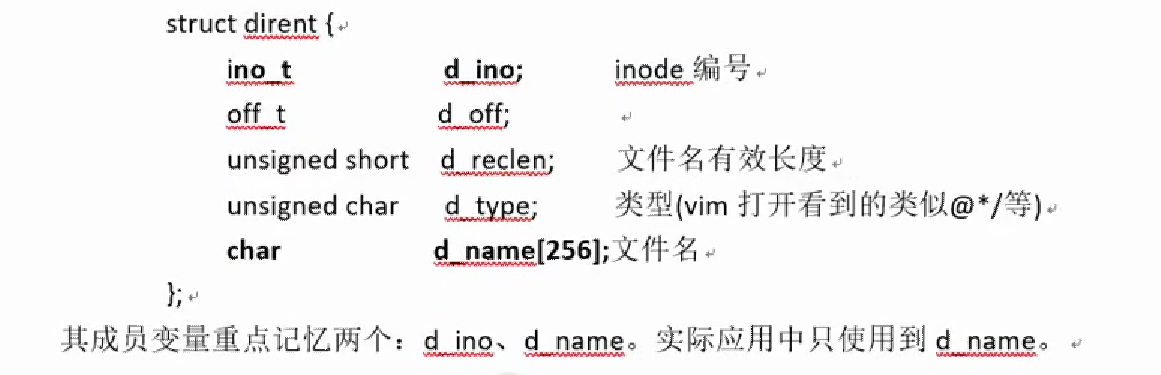 struct dirent {
ino_t d_ino; inode 编号
off_t d_off;
unsigned short d_reclen; 文件名有效长度
unsigned char d_type; 类型(vim 打开看到的类似@*/等)
char d_name[256];文件名
};
其成员变量重点记忆两个：d_ino、d_name。实际应用中只使用到 d_name。